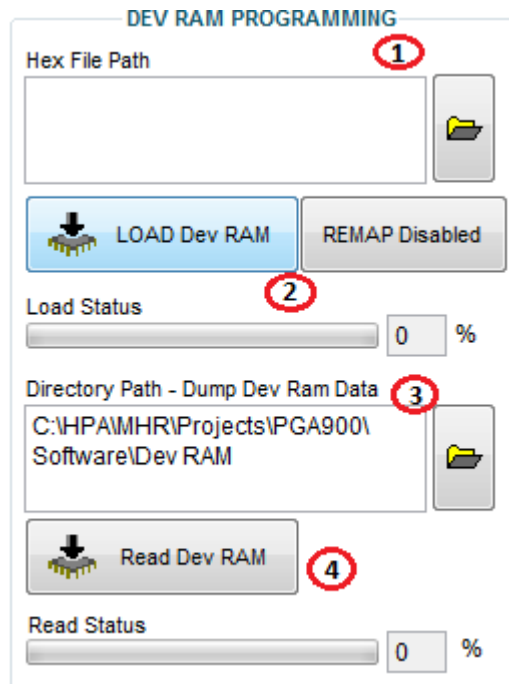 DEV RAM PROGRAMMING
1
Hex File Path
LOAD Dev RAM
REMAP Disabled
2
Load Status
0 %
Directory Path - Dump Dev Ram Data
3
C:\HPA\MHR\Projects\PGA900\
Software\Dev RAM
Read Dev RAM
4
Read Status
0 %